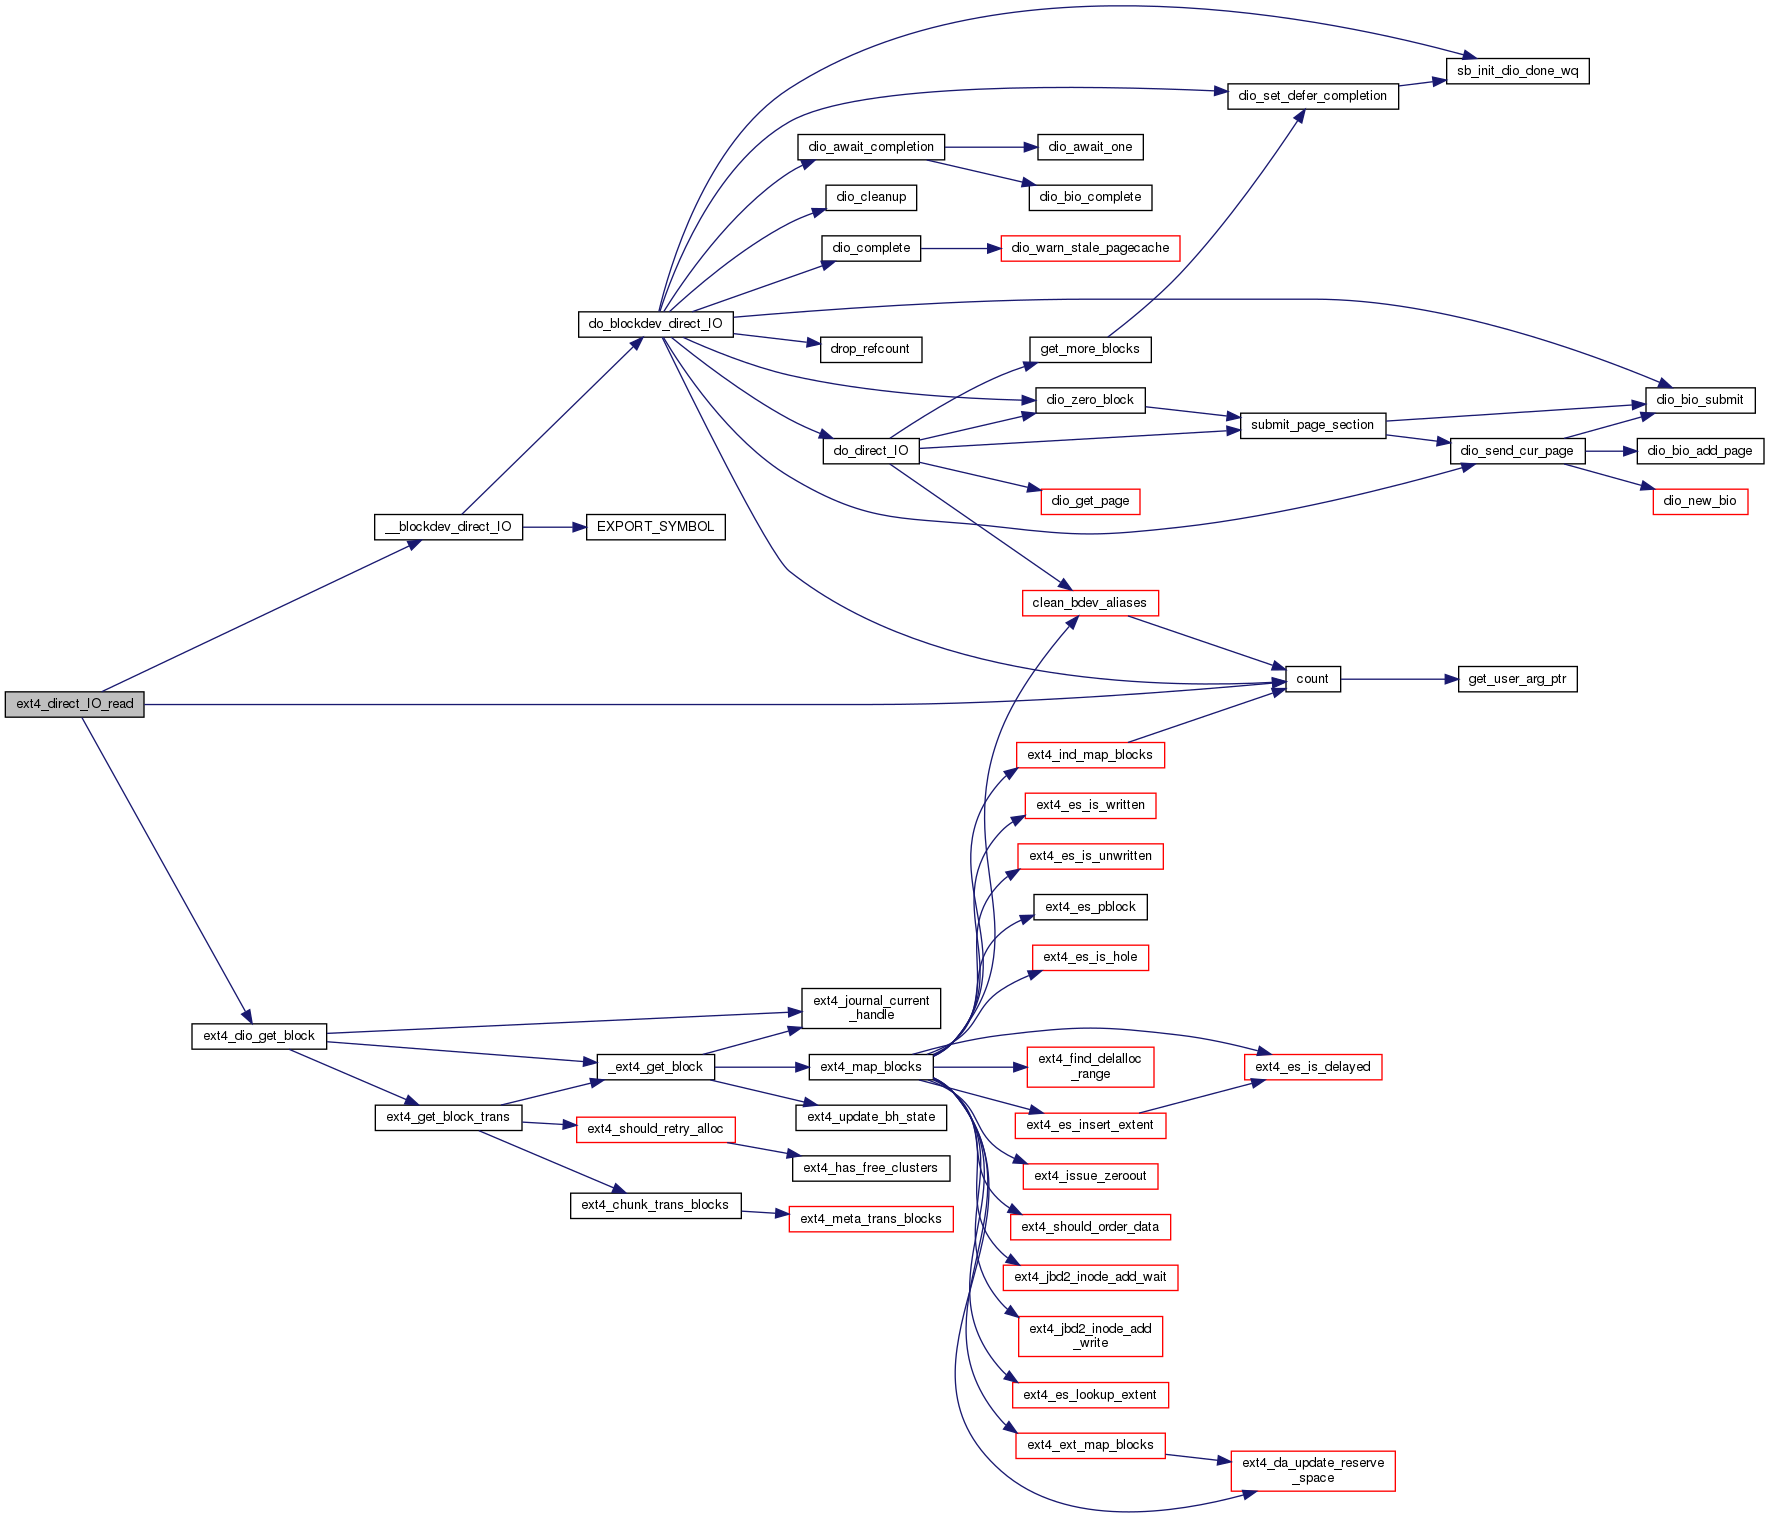 sb_init_dio_done_wq
dio_set_defer_completion
dio_await_completion
dio_await_one
dio_cleanup
dio_bio_complete
dio_complete
dio_warn_stale_pagecache
do_blockdev_direct_IO
drop_refcount
get_more_blocks
dio_zero_block
dio_bio_submit
submit_page_section
do_direct_IO
dio_send_cur_page
dio_bio_add_page
dio_get_page
dio_new_bio
__blockdev_direct_IO
EXPORT_SYMBOL
clean_bdev_aliases
count
get_user_arg_ptr
ext4_direct_IO_read
ext4_ind_map_blocks
ext4_es_is_written
ext4_es_is_unwritten
ext4_es_pblock
ext4_es_is_hole
ext4_journal_current
_handle
ext4_dio_get_block
_ext4_get_block
ext4_map_blocks
ext4_find_delalloc
_range
ext4_es_is_delayed
ext4_get_block_trans
ext4_update_bh_state
ext4_es_insert_extent
ext4_should_retry_alloc
ext4_has_free_clusters
ext4_issue_zeroout
ext4_chunk_trans_blocks
ext4_meta_trans_blocks
ext4_should_order_data
ext4_jbd2_inode_add_wait
ext4_jbd2_inode_add
_write
ext4_es_lookup_extent
ext4_ext_map_blocks
ext4_da_update_reserve
_space